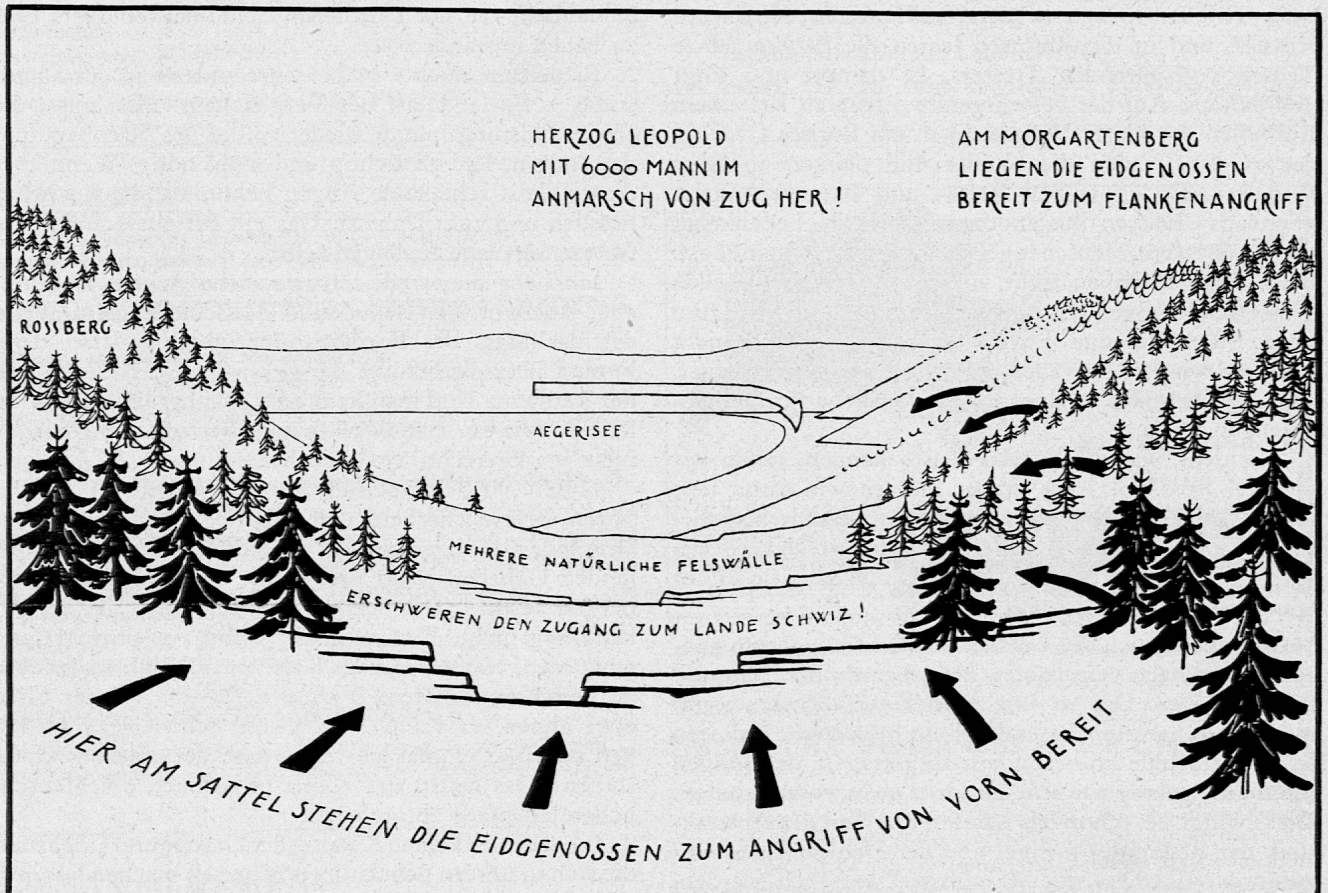 HERZOG LEOPOLD
MIT 6000 MANN IM
ANMARSCH VON ZUG HER!
AM MORGARTENBERG
LIEGEN DIE EIDGENOSSEN
BEREIT ZUM FLANKENANGRIFF
ROSSBERG
AEGERISEE
MEHRERE NATÜRLICHE FELSWÄLLE
ERSCHWEREN DEN ZUGANG ZUM LANDE SCHWIZ!
HIER AM SATTEL STEHEN DIE EIDGENOSSEN ZUM ANGRIFF VON VORN BEREIT